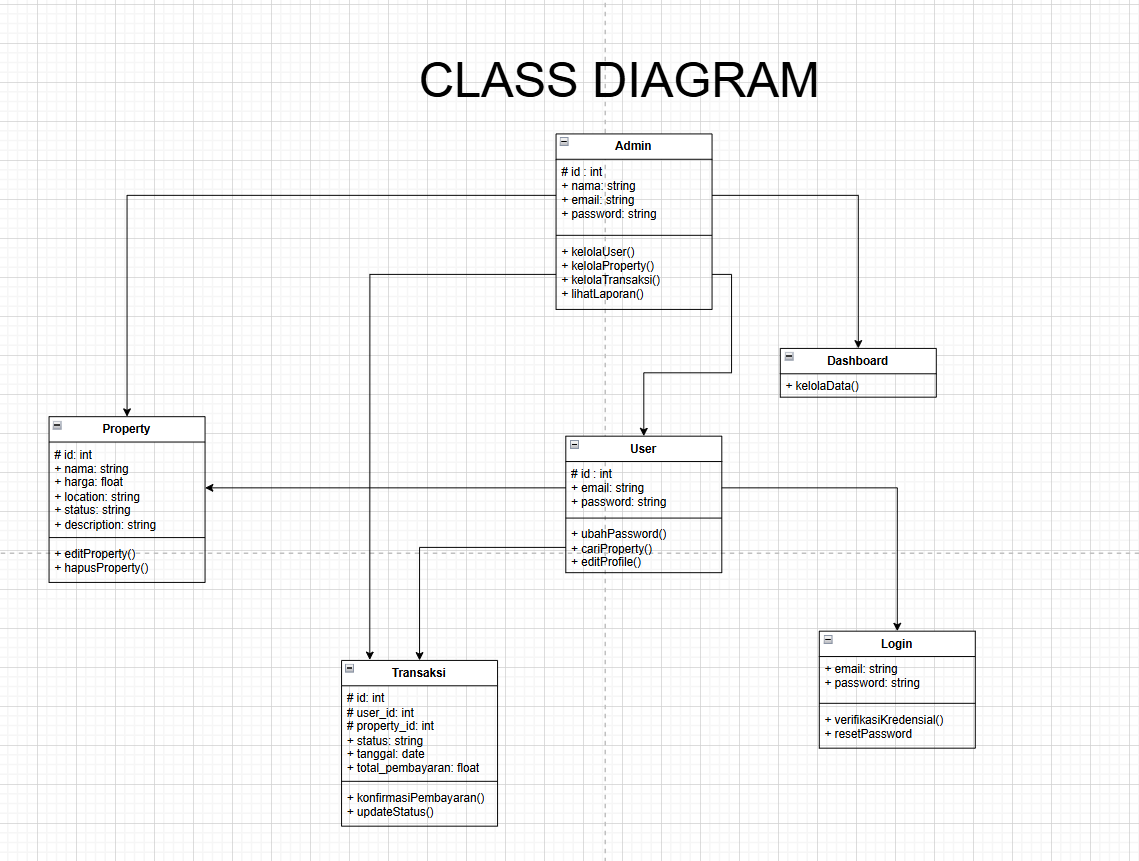 CLASS DIAGRAM
Admin
# id : int
+ nama: string
+ email: string
+ password: string
+ kelolaUser()
+ kelolaProperty()
+ kelolaTransaksi()
+ lihatLaporan()
Dashboard
+ kelolaData()
Property
# id: int
+ nama: string
+ harga: float
+ location: string
+ status: string
+ description: string
+ editProperty()
+ hapusProperty()
User
# id : int
+ email: string
+ password: string
+ ubahPassword()
+ cariProperty()
+ editProfile()
Login
+ email: string
+ password: string
+ verifikasiKredensial()
+ resetPassword
Transaksi
# id: int
# user_id: int
# property_id: int
+ status: string
+ tanggal: date
+ total_pembayaran: float
+ konfirmasiPembayaran()
+ updateStatus()